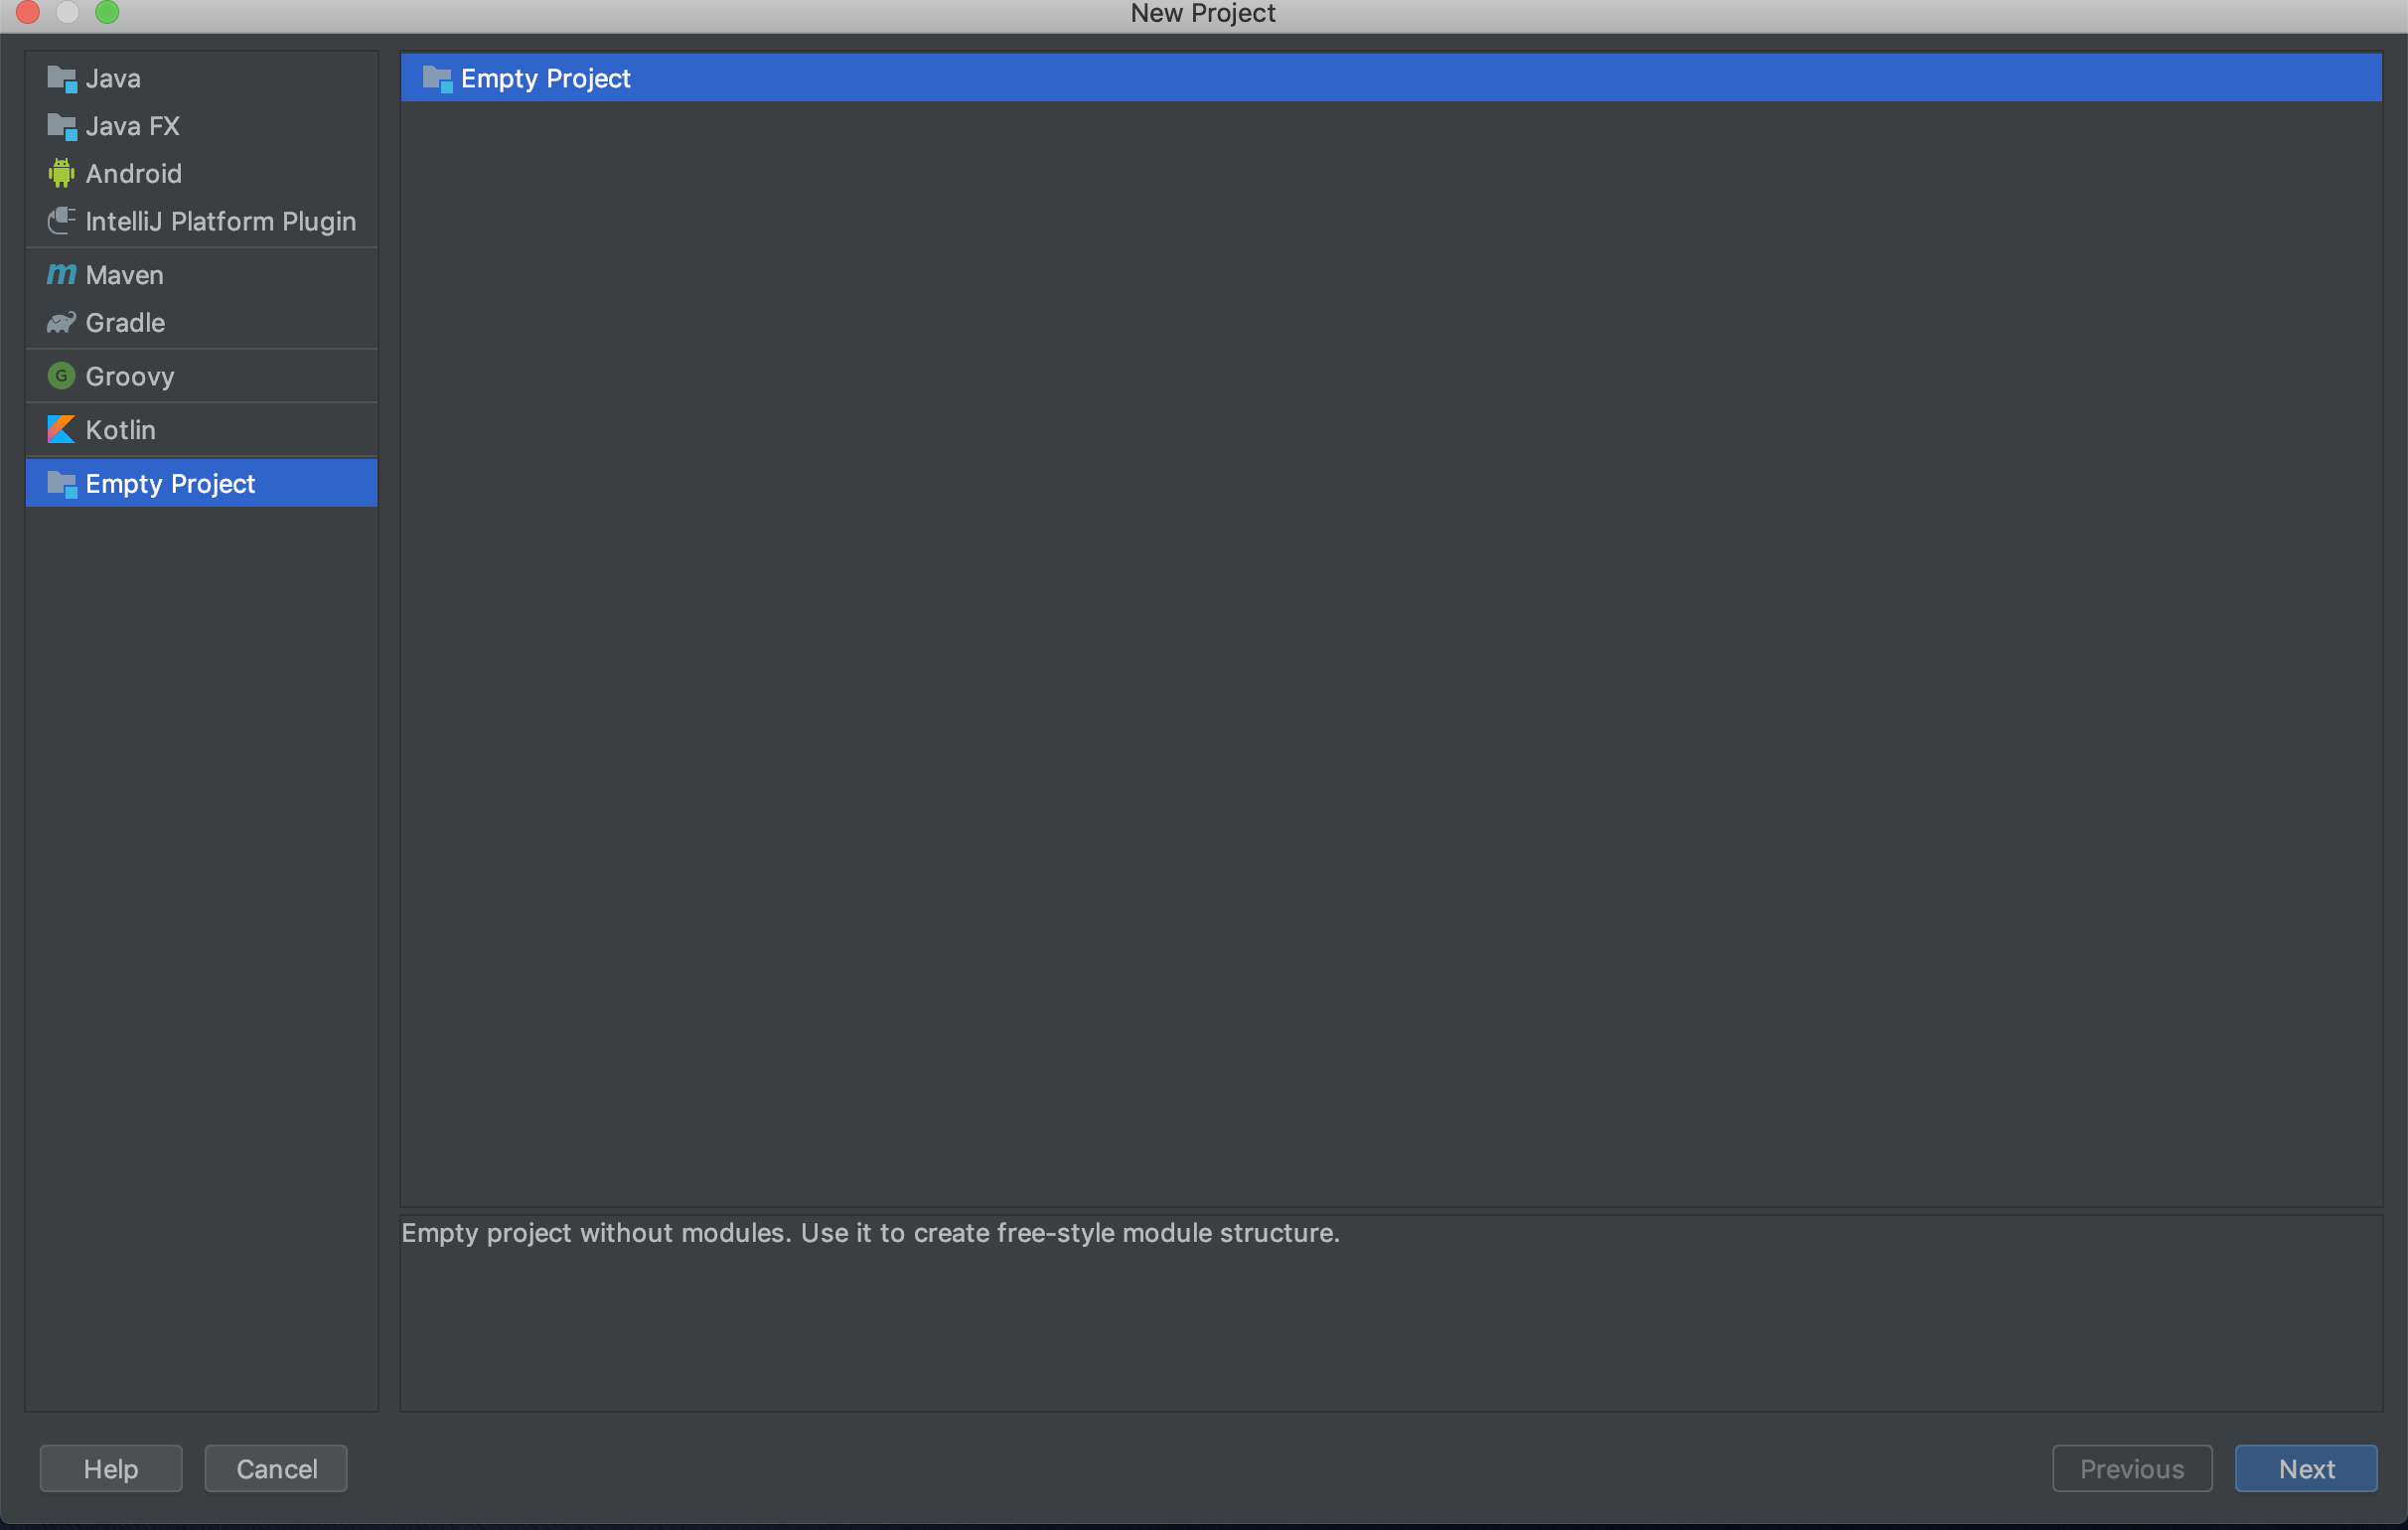 New Project
Java
Java FX
Android
IntelliJ Platform Plugin
m Maven
Gradle
G Groovy
Kotlin
Empty Project
Empty Project
Empty project without modules. Use it to create free-style module structure.
Help
Cancel
Previous
Next